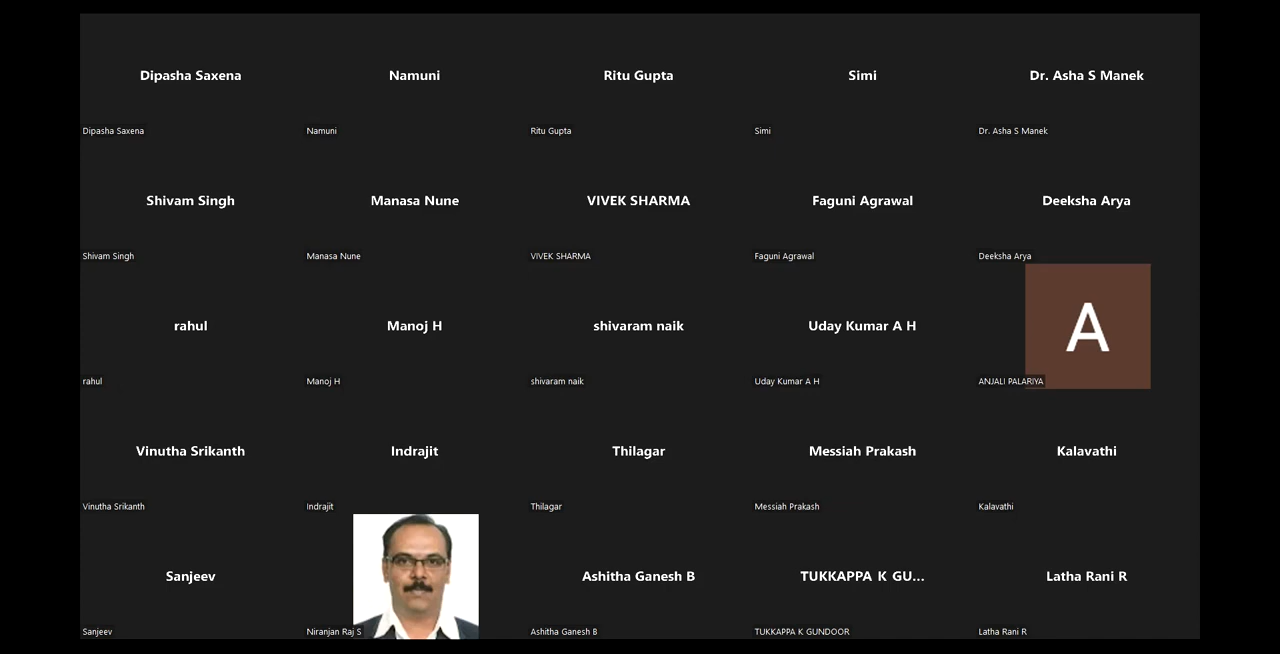 Dipasha Saxena Namuni Ritu Gupta Simi Dr. Asha S Manek
Dipasha Saxena Namuni Ritu Gupta Simi Dr. Asha S Manek
Shivam Singh Manasa Nune VIVEK SHARMA Faguni Agrawal Deeksha Arya
Shivam Singh Manasa Nune VIVEK SHARMA Faguni Agrawal Deeksha Arya
rahul Manoj H shivaram naik Uday Kumar A H A
rahul Manoj H shivaram naik Uday Kumar A H ANJALI PALARIYA
Vinutha Srikanth Indrajit Thilagar Messiah Prakash Kalavathi
Vinutha Srikanth Indrajit Thilagar Messiah Prakash Kalavathi
Sanjeev Ashitha Ganesh B TUKKAPPA K GU... Latha Rani R
Sanjeev Niranjan Raj S Ashitha Ganesh B TUKKAPPA K GUNDOOR Latha Rani R